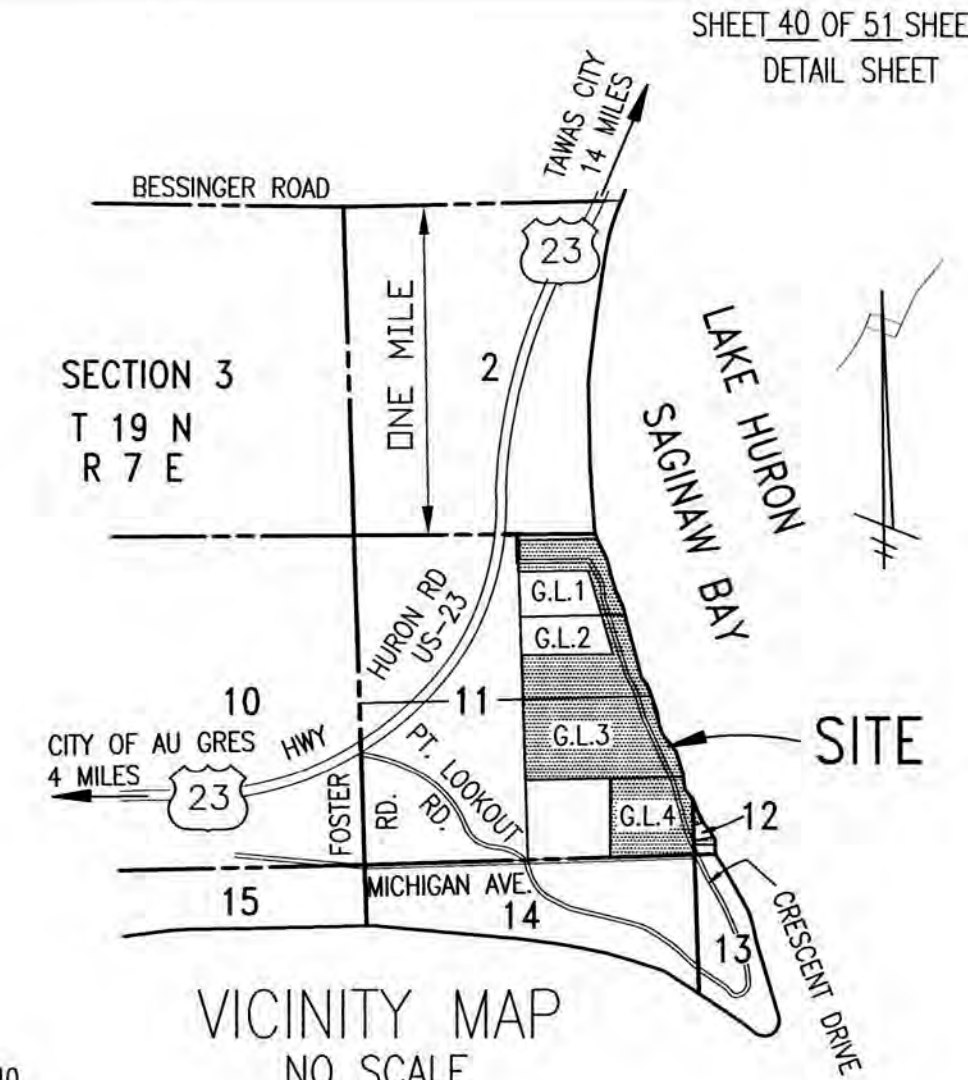 SHEET 40 OF 51 SHEE
DETAIL SHEET
TAWAS CITY
14 MILES
BESSINGER ROAD
23
ONE MILE
2
SECTION 3
T 19 N
R 7 E
LAKE HURON
SAGINAW BAY
HURON RD
US-23
G.L.1
G.L.2
10
11
G.L.3
SITE
CITY OF AU GRES
4 MILES
HWY
23
PT. LOOKOUT
RD.
FOSTER
RD.
G.L.4
12
MICHIGAN AVE.
15
14
13
CRESCENT DRIVE
VICINITY MAP
NO SCALE